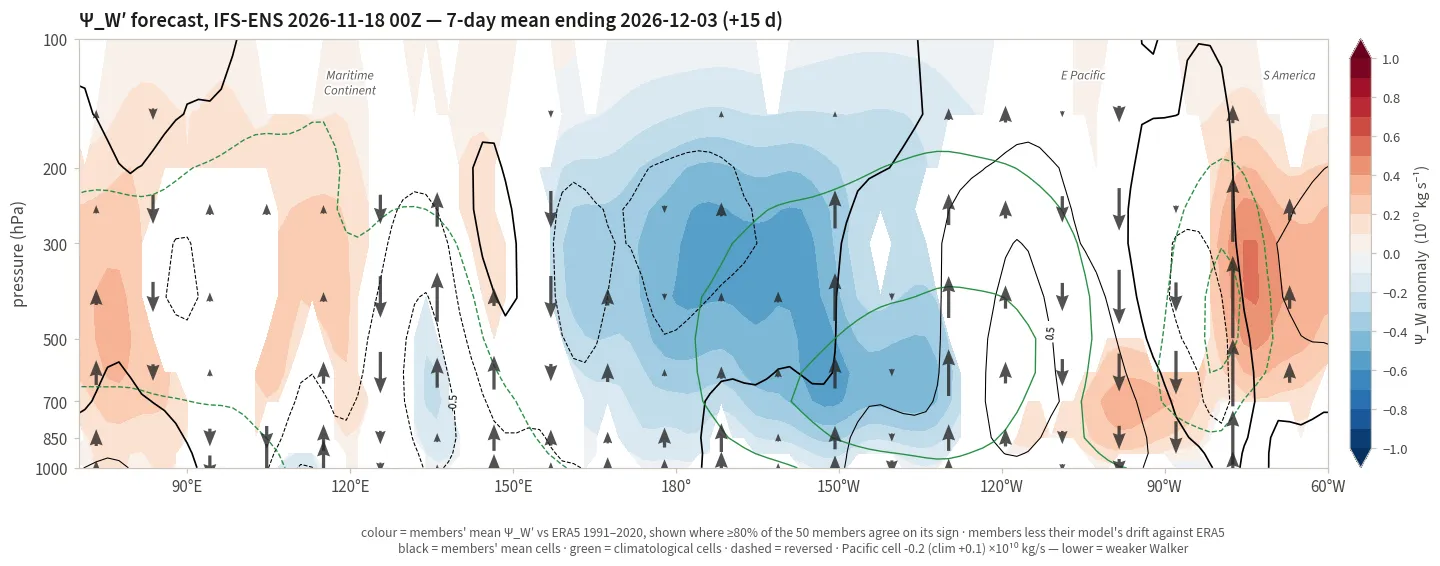 Ψ_W′ forecast, IFS-ENS 2026-11-18 00Z — 7-day mean ending 2026-12-03 (+15 d)
100
200
300
400
500
700
850
1000
pressure (hPa)
Maritime
Continent
E Pacific
S America
0.5
-0.5
90°E
120°E
150°E
180°
150°W
120°W
90°W
60°W
1.0
0.8
0.6
0.4
0.2
0.0
−0.2
−0.4
−0.6
−0.8
−1.0
Ψ_W anomaly (10¹⁰ kg s⁻¹)
colour = members' mean Ψ_W′ vs ERA5 1991–2020, shown where ≥80% of the 50 members agree on its sign · members less their model's drift against ERA5
black = members' mean cells · green = climatological cells · dashed = reversed · Pacific cell -0.2 (clim +0.1) ×10¹⁰ kg/s — lower = weaker Walker